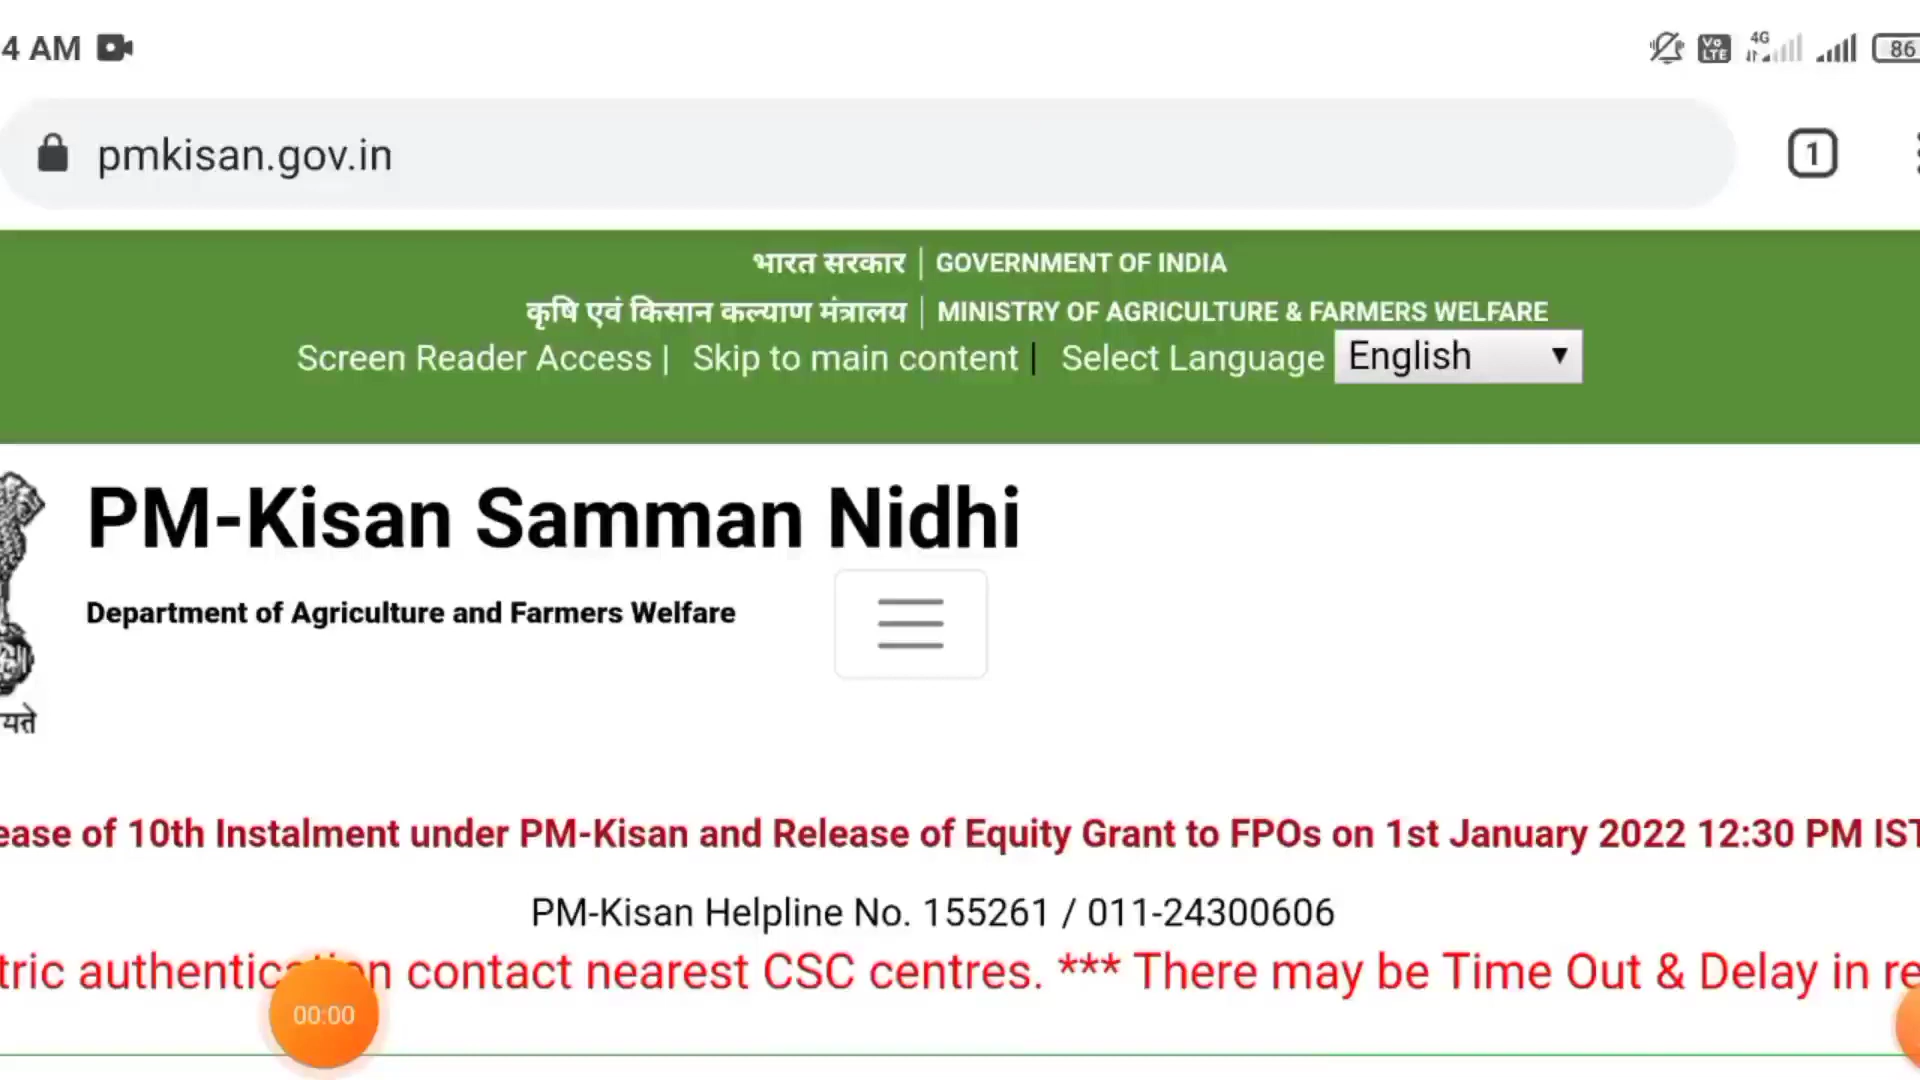 4 AM
Vo LTE 4G 86
pmkisan.gov.in
1
भारत सरकार | GOVERNMENT OF INDIA
कृषि एवं किसान कल्याण मंत्रालय | MINISTRY OF AGRICULTURE & FARMERS WELFARE
Screen Reader Access | Skip to main content | Select Language English
PM-Kisan Samman Nidhi
Department of Agriculture and Farmers Welfare
यते
ease of 10th Instalment under PM-Kisan and Release of Equity Grant to FPOs on 1st January 2022 12:30 PM IST
PM-Kisan Helpline No. 155261 / 011-24300606
tric authentic n contact nearest CSC centres. *** There may be Time Out & Delay in re
00:00